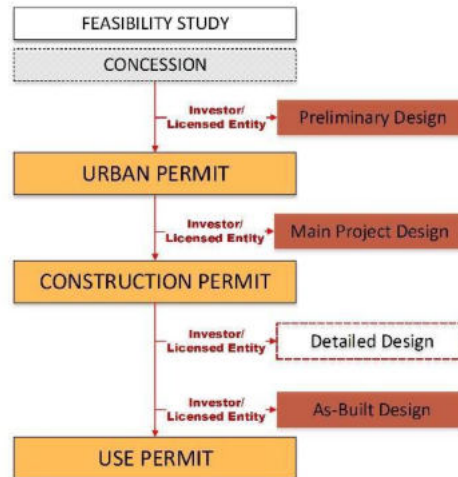 FEASIBILITY STUDY
CONCESSION
Investor/
Licensed Entity
Preliminary Design
URBAN PERMIT
Investor/
Licensed Entity
Main Project Design
CONSTRUCTION PERMIT
Investor/
Licensed Entity
Detailed Design
Investor/
Licensed Entity
As-Built Design
USE PERMIT